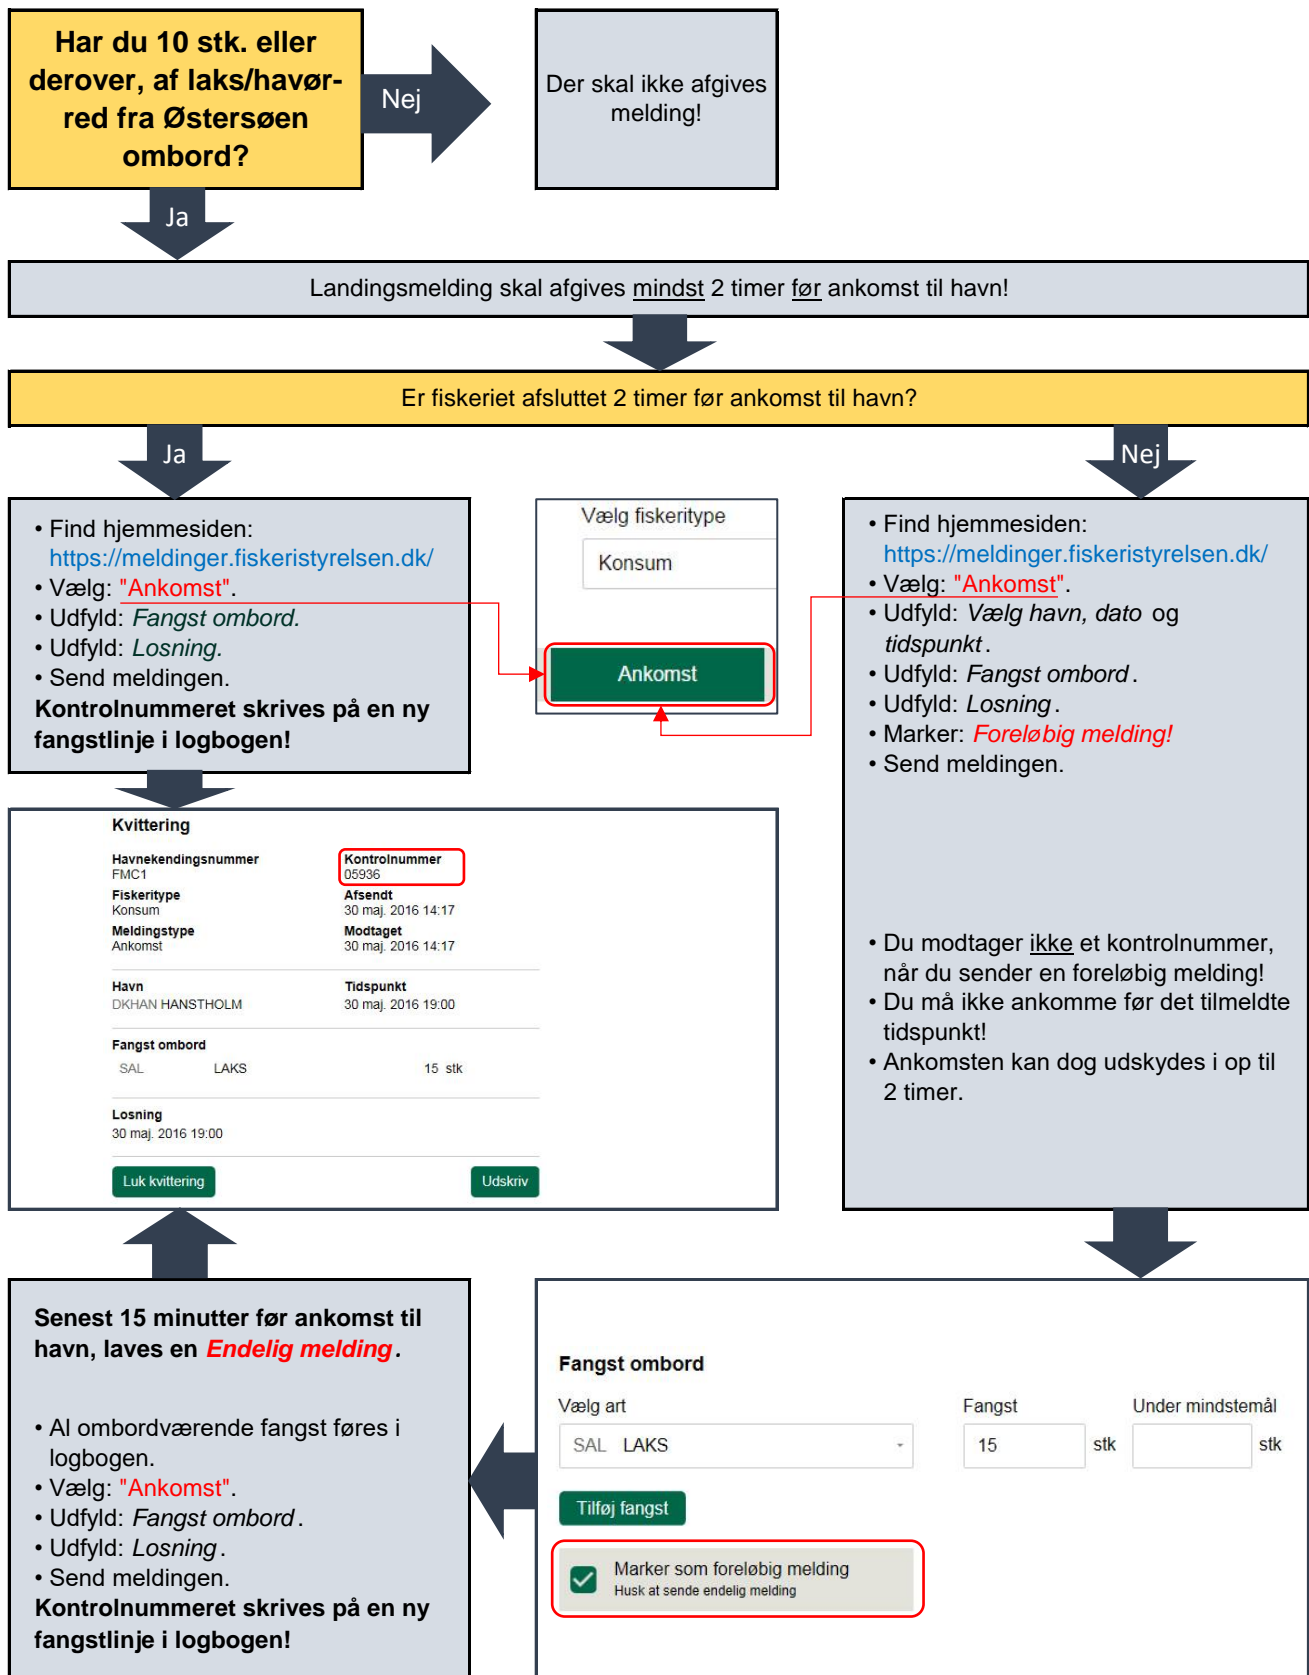 Har du 10 stk. eller
derover, af laks/havør-
red fra Østersøen
ombord?
Nej
Der skal ikke afgives
melding!
Ja
Landingsmelding skal afgives mindst 2 timer før ankomst til havn!
Er fiskeriet afsluttet 2 timer før ankomst til havn?
Ja
Nej
• Find hjemmesiden:
https://meldinger.fiskeristyrelsen.dk/
• Vælg: "Ankomst".
• Udfyld: Fangst ombord.
• Udfyld: Losning.
• Send meldingen.
Kontrolnummeret skrives på en ny
fangstlinje i logbogen!
Vælg fiskeritype
Konsum
Ankomst
• Find hjemmesiden:
https://meldinger.fiskeristyrelsen.dk/
• Vælg: "Ankomst".
• Udfyld: Vælg havn, dato og
tidspunkt.
• Udfyld: Fangst ombord.
• Udfyld: Losning.
• Marker: Foreløbig melding!
• Send meldingen.
• Du modtager ikke et kontrolnummer,
når du sender en foreløbig melding!
• Du må ikke ankomme før det tilmeldte
tidspunkt!
• Ankomsten kan dog udskydes i op til
2 timer.
Kvittering
Havnekendingsnummer Kontrolnummer
FMC1 05936
Fiskeritype Afsendt
Konsum 30 maj. 2016 14:17
Meldingstype Modtaget
Ankomst 30 maj. 2016 14:17
Havn Tidspunkt
DKHAN HANSTHOLM 30 maj. 2016 19:00
Fangst ombord
SAL LAKS 15 stk
Losning
30 maj. 2016 19:00
Luk kvittering Udskriv
Senest 15 minutter før ankomst til
havn, laves en Endelig melding.
• Al ombordværende fangst føres i
logbogen.
• Vælg: "Ankomst".
• Udfyld: Fangst ombord.
• Udfyld: Losning.
• Send meldingen.
Kontrolnummeret skrives på en ny
fangstlinje i logbogen!
Fangst ombord
Vælg art Fangst Under mindstemål
SAL LAKS 15 stk stk
Tilføj fangst
Marker som foreløbig melding
Husk at sende endelig melding